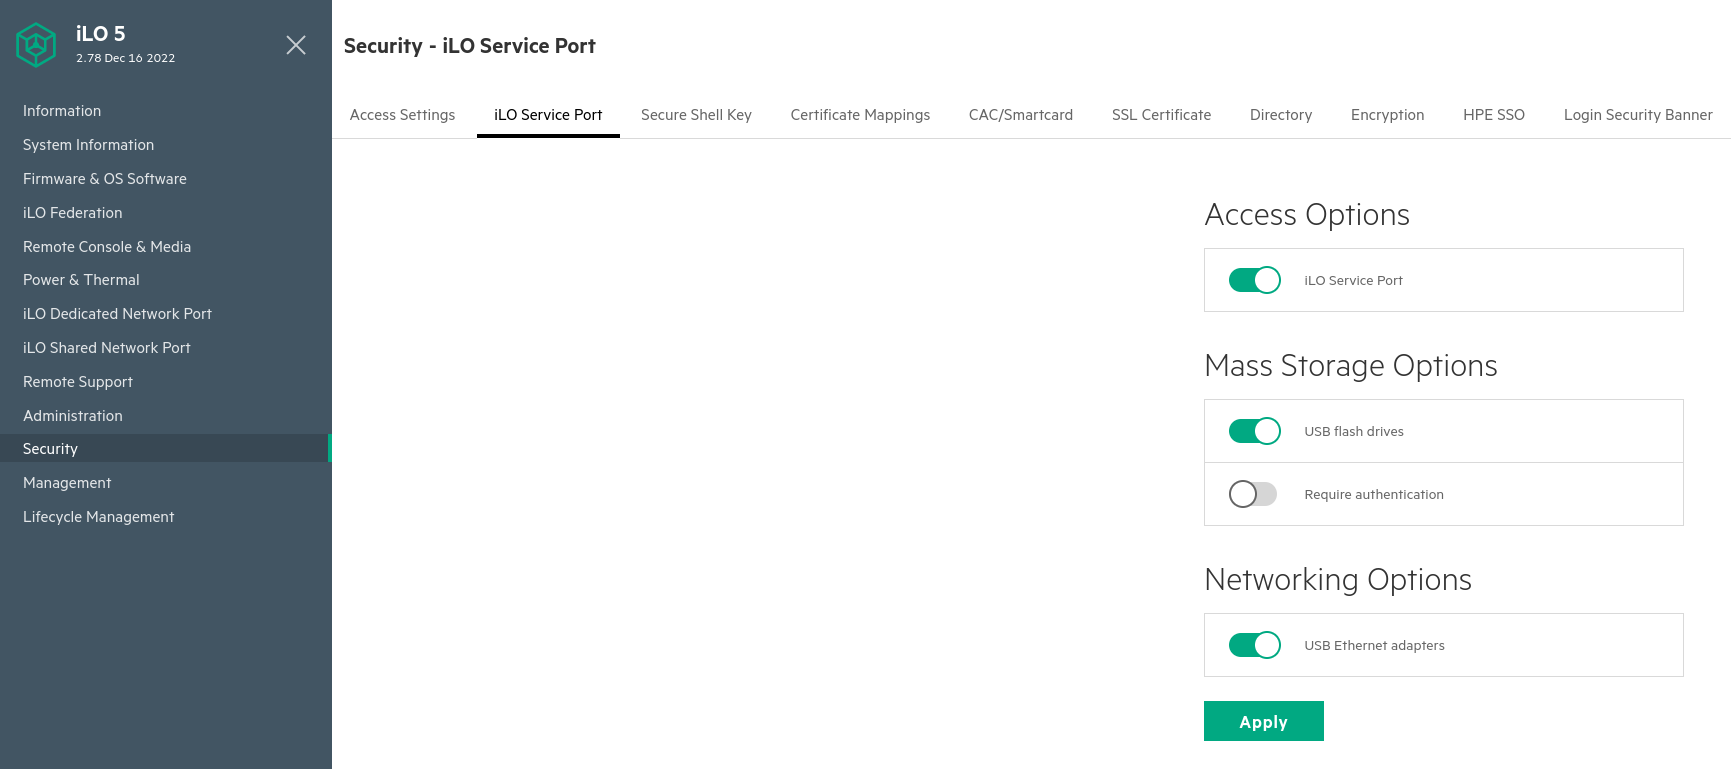 iLO 5
2.78 Dec 16 2022
Information
System Information
Firmware & OS Software
iLO Federation
Remote Console & Media
Power & Thermal
iLO Dedicated Network Port
iLO Shared Network Port
Remote Support
Administration
Security
Management
Lifecycle Management
Security - iLO Service Port
Access Settings
iLO Service Port
Secure Shell Key
Certificate Mappings
CAC/Smartcard
SSL Certificate
Directory
Encryption
HPE SSO
Login Security Banner
Access Options
iLO Service Port
Mass Storage Options
USB flash drives
Require authentication
Networking Options
USB Ethernet adapters
Apply